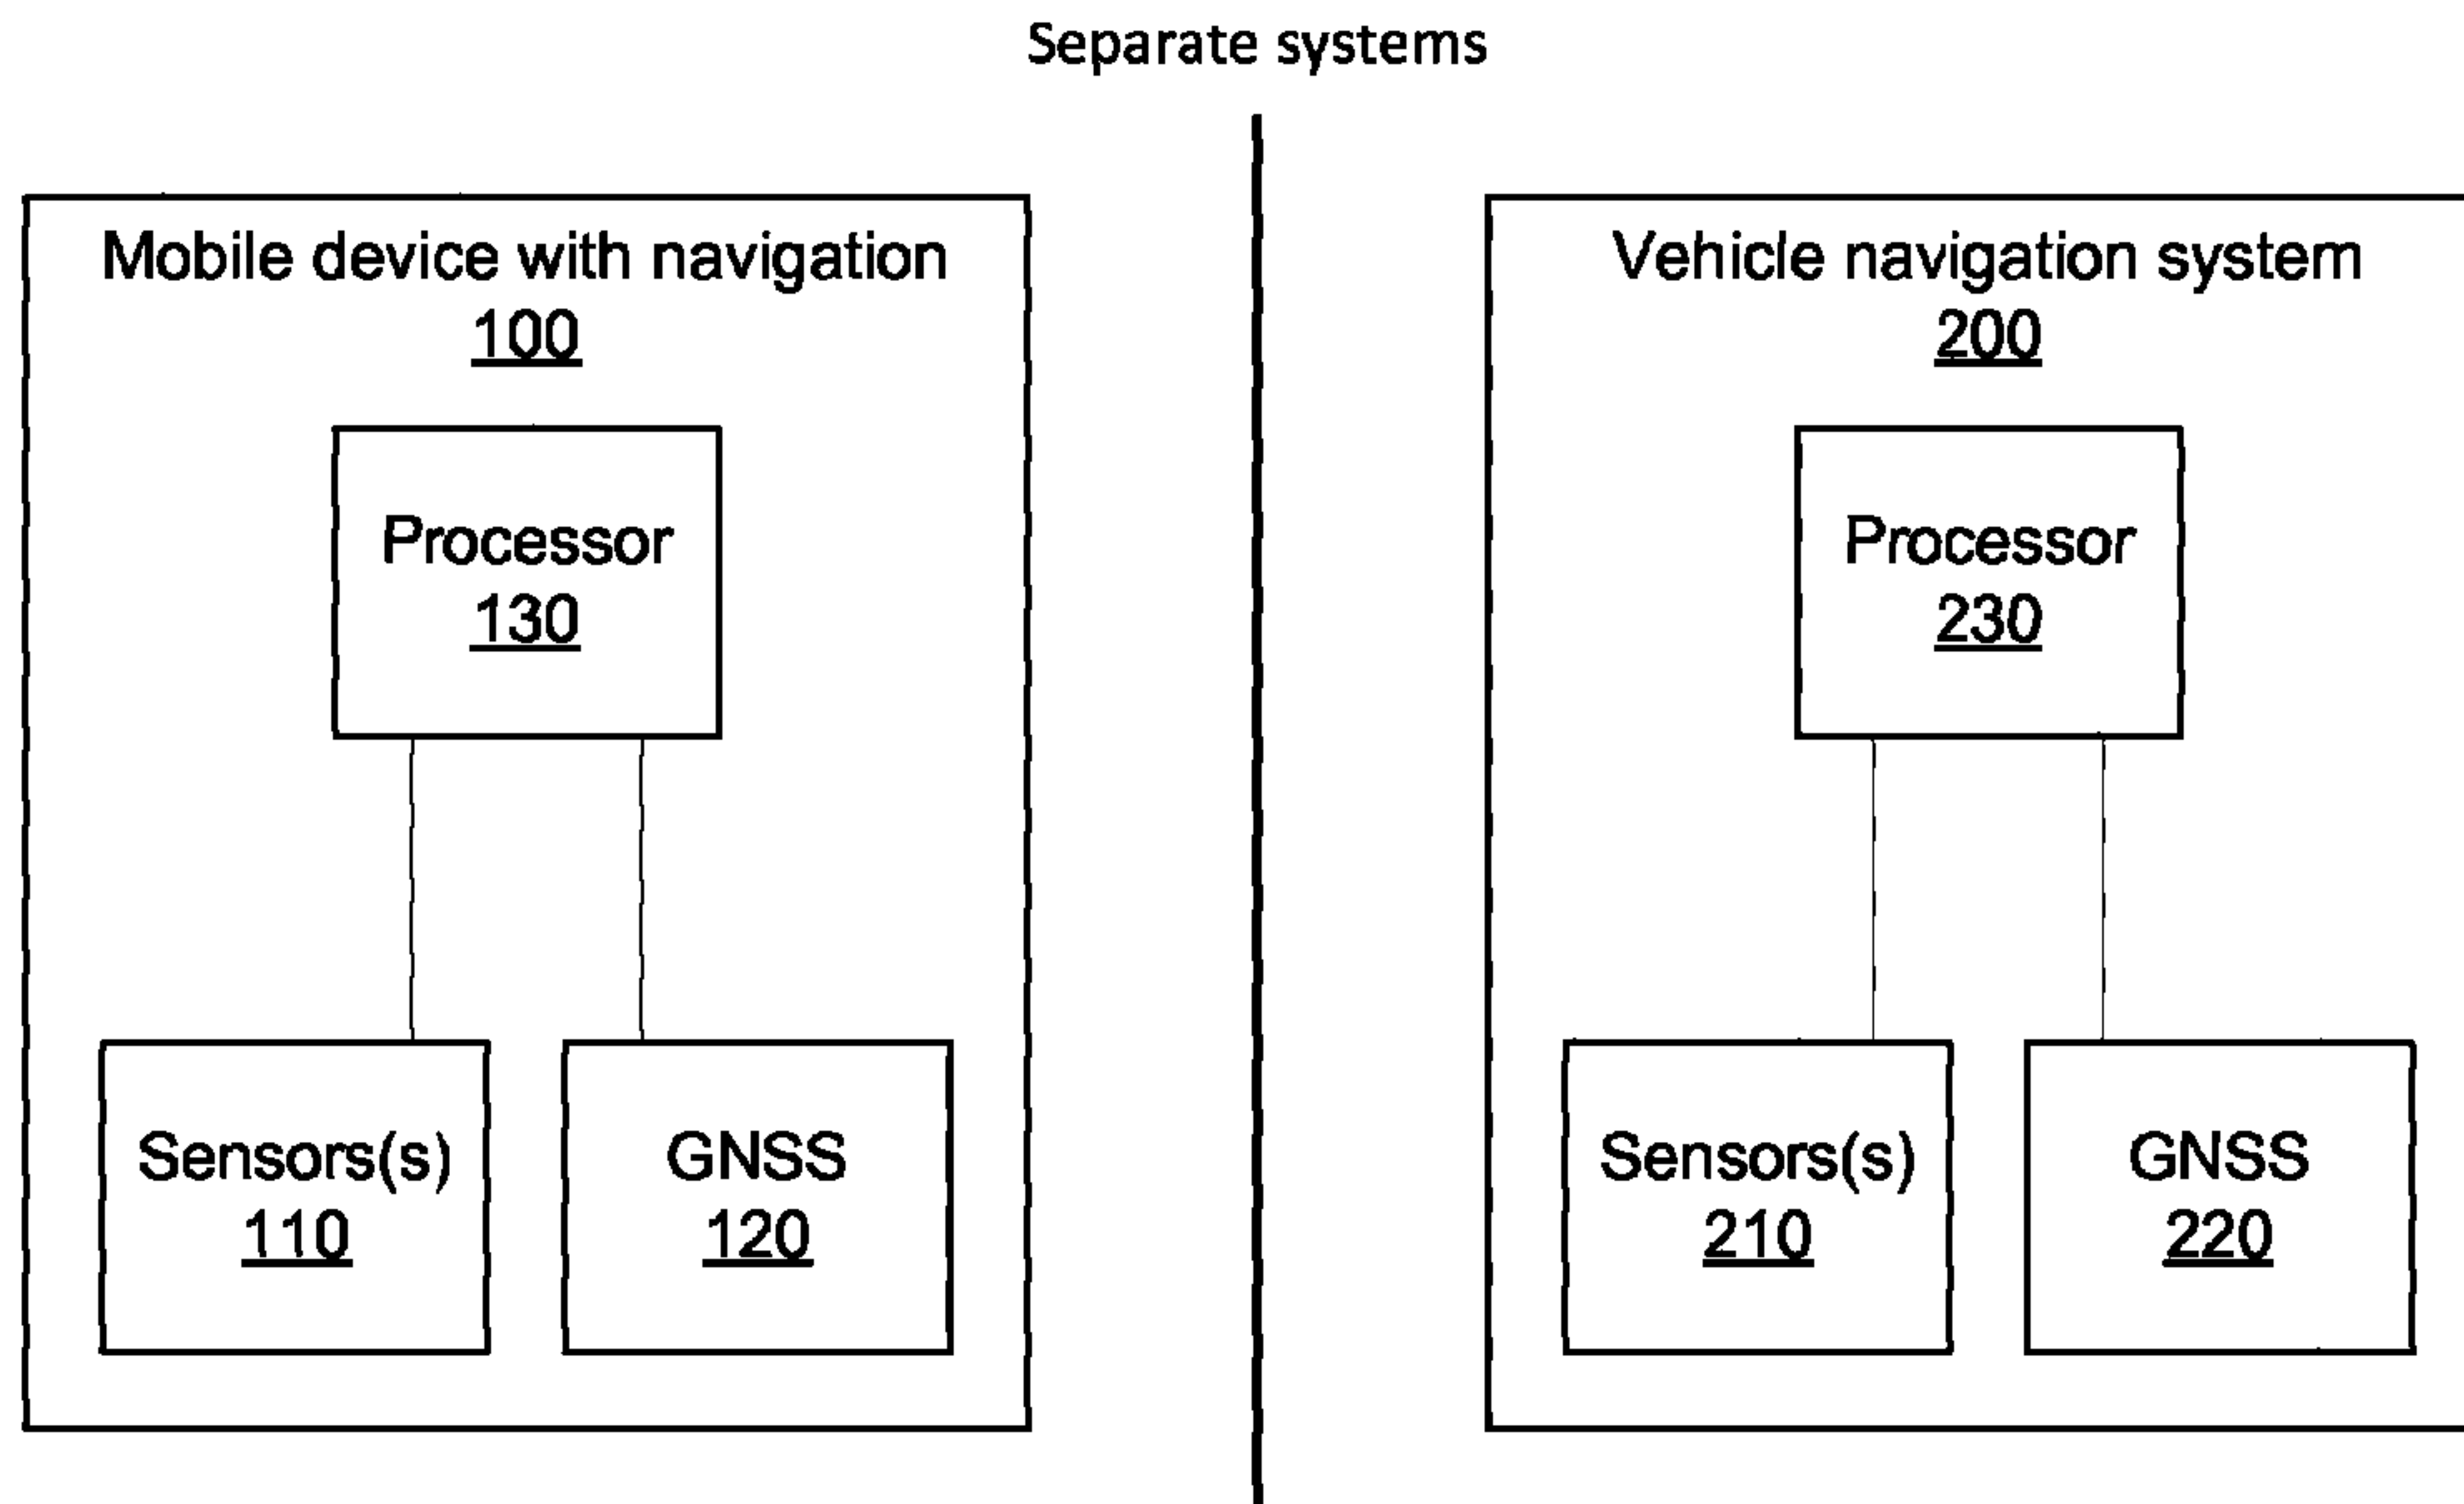 Separate systems
Mobile device with navigation
100
Processor
130
Sensors(s)
110
GNSS
120
Vehicle navigation system
200
Processor
230
Sensors(s)
210
GNSS
220